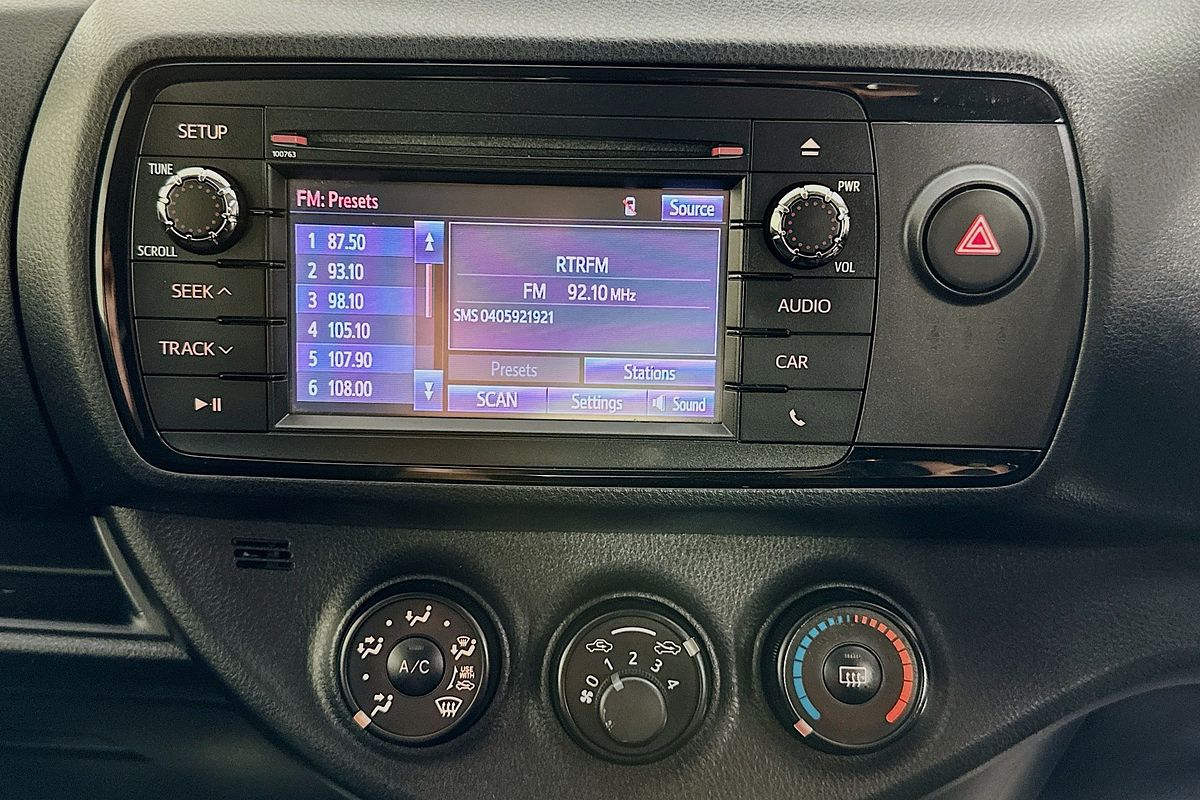 SETUP
100763
TUNE
SCROLL
SEEK
TRACK
FM: Presets
Source
1 87.50
2 93.10
3 98.10
4 105.10
5 107.90
6 108.00
RTRFM
FM 92.10 MHz
SMS 0405921921
Presets
Stations
SCAN
Settings
Sound
PWR
VOL
AUDIO
CAR
A/C
USE
WITH
0 1 2 3 4